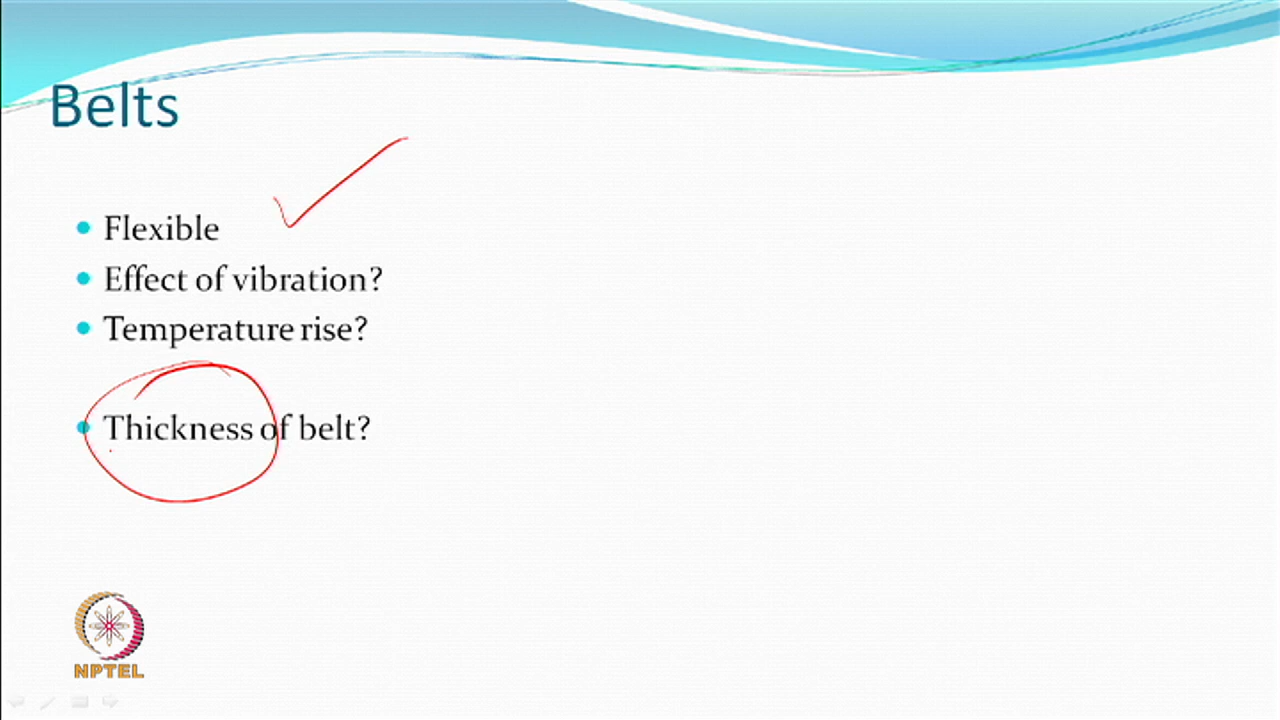 Belts
Flexible
Effect of vibration?
Temperature rise?
Thickness of belt?
NPTEL